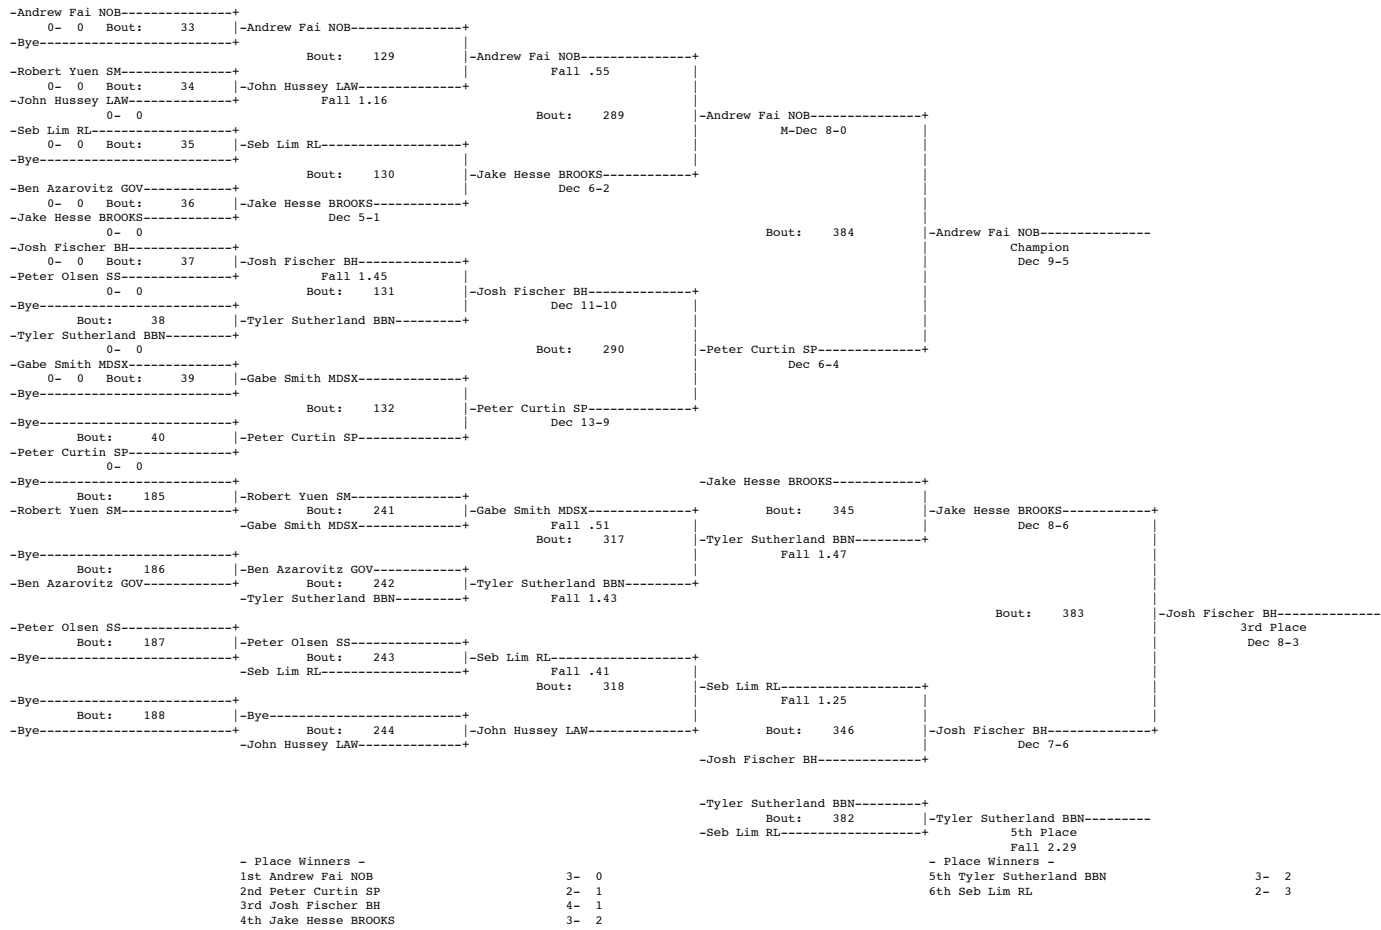 -Andrew Fai NOB---------------+
0-  0   Bout:     33     |-Andrew Fai NOB---------------+
-Bye--------------------------+                              |
Bout:    129         |-Andrew Fai NOB---------------+
-Robert Yuen SM---------------+                              |           Fall .55           |
0-  0   Bout:     34     |-John Hussey LAW--------------+                              |
-John Hussey LAW--------------+           Fall 1.16                                         |
0-  0                                                     Bout:    289         |-Andrew Fai NOB---------------+
-Seb Lim RL-------------------+                                                             |           M-Dec 8-0          |
0-  0   Bout:     35     |-Seb Lim RL-------------------+                              |                              |
-Bye--------------------------+                              |                              |                              |
Bout:    130         |-Jake Hesse BROOKS------------+                              |
-Ben Azarovitz GOV------------+                              |            Dec 6-2                                          |
0-  0   Bout:     36     |-Jake Hesse BROOKS------------+                                                             |
-Jake Hesse BROOKS------------+            Dec 5-1                                                                         |
0-  0                                                                                    Bout:    384         |-Andrew Fai NOB---------------
-Josh Fischer BH--------------+                                                                                            |           Champion
0-  0   Bout:     37     |-Josh Fischer BH--------------+                                                             |            Dec 9-5
-Peter Olsen SS---------------+           Fall 1.45          |                                                             |
0-  0                         Bout:    131         |-Josh Fischer BH--------------+                              |
-Bye--------------------------+                              |           Dec 11-10          |                              |
Bout:     38         |-Tyler Sutherland BBN---------+                              |                              |
-Tyler Sutherland BBN---------+                                                             |                              |
0-  0                                                     Bout:    290         |-Peter Curtin SP--------------+
-Gabe Smith MDSX--------------+                                                             |            Dec 6-4
0-  0   Bout:     39     |-Gabe Smith MDSX--------------+                              |
-Bye--------------------------+                              |                              |
Bout:    132         |-Peter Curtin SP--------------+
-Bye--------------------------+                              |           Dec 13-9
Bout:     40         |-Peter Curtin SP--------------+
-Peter Curtin SP--------------+
0-  0
-Bye--------------------------+                                                              -Jake Hesse BROOKS------------+
Bout:    185         |-Robert Yuen SM---------------+                                                             |
-Robert Yuen SM---------------+         Bout:    241         |-Gabe Smith MDSX--------------+         Bout:    345         |-Jake Hesse BROOKS------------+
-Gabe Smith MDSX--------------+           Fall .51           |                              |            Dec 8-6           |
Bout:    317         |-Tyler Sutherland BBN---------+                              |
-Bye--------------------------+                                                             |           Fall 1.47                                         |
Bout:    186         |-Ben Azarovitz GOV------------+                              |                                                             |
-Ben Azarovitz GOV------------+         Bout:    242         |-Tyler Sutherland BBN---------+                                                             |
-Tyler Sutherland BBN---------+           Fall 1.43                                                                         |
Bout:    383         |-Josh Fischer BH--------------
-Peter Olsen SS---------------+                                                                                                                           |           3rd Place
Bout:    187         |-Peter Olsen SS---------------+                                                                                            |            Dec 8-3
-Bye--------------------------+         Bout:    243         |-Seb Lim RL-------------------+                                                             |
-Seb Lim RL-------------------+           Fall .41           |                                                             |
Bout:    318         |-Seb Lim RL-------------------+                              |
-Bye--------------------------+                                                             |           Fall 1.25          |                              |
Bout:    188         |-Bye--------------------------+                              |                              |                              |
-Bye--------------------------+         Bout:    244         |-John Hussey LAW--------------+         Bout:    346         |-Josh Fischer BH--------------+
-John Hussey LAW--------------+                                                             |            Dec 7-6
-Josh Fischer BH--------------+
-Tyler Sutherland BBN---------+
Bout:    382         |-Tyler Sutherland BBN---------
-Seb Lim RL-------------------+           5th Place
Fall 2.29
- Place Winners -                                                                            - Place Winners -
1st Andrew Fai NOB                          3-  0                                            5th Tyler Sutherland BBN                    3-  2
2nd Peter Curtin SP                         2-  1                                            6th Seb Lim RL                              2-  3
3rd Josh Fischer BH                         4-  1
4th Jake Hesse BROOKS                       3-  2